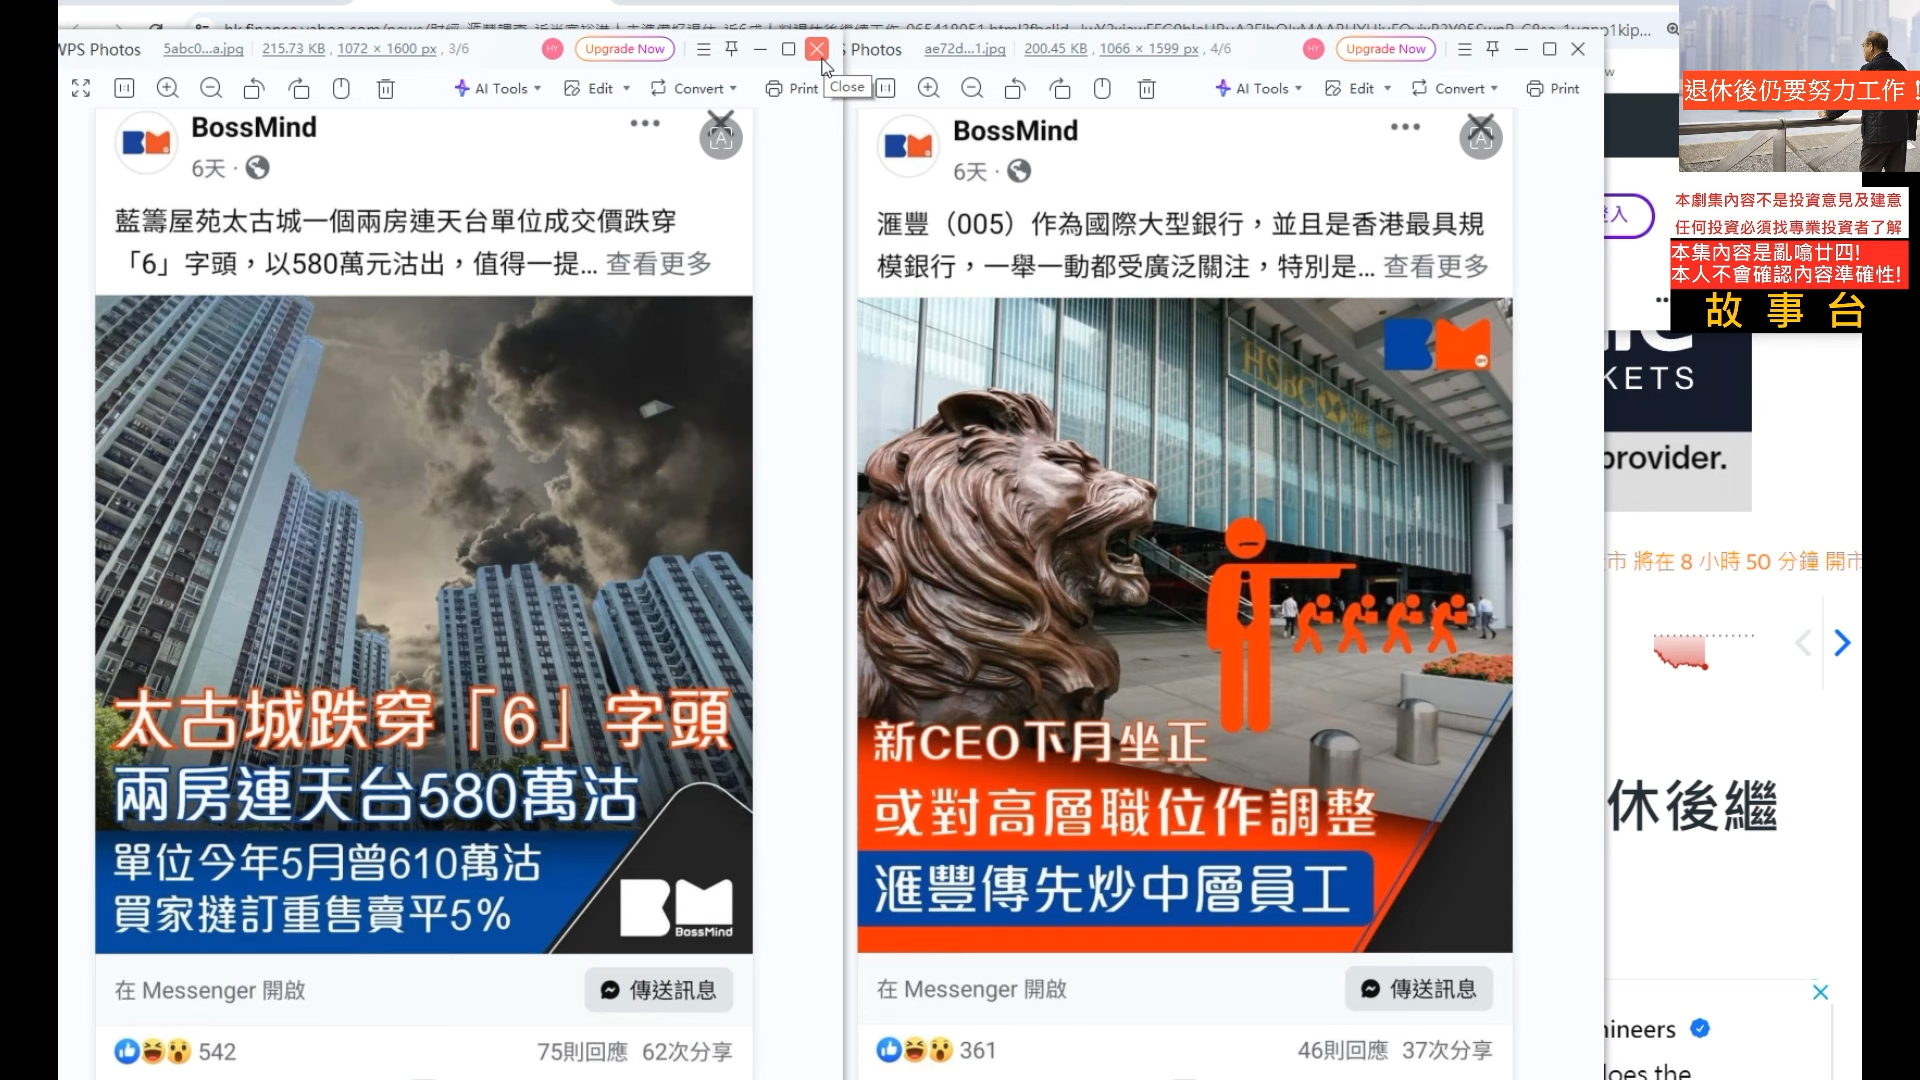 WPS Photos 5abc0...a.jpg 215.73 KB , 1072 × 1600 px , 3/6 HY Upgrade Now
AI Tools Edit Convert Print
Close
BossMind
6天 ·
藍籌屋苑太古城一個兩房連天台單位成交價跌穿
「6」字頭，以580萬元沽出，值得一提... 查看更多
太古城跌穿「6」字頭
兩房連天台580萬沽
單位今年5月曾610萬沽
買家撻訂重售賣平5%
BM
BossMind
在 Messenger 開啟
傳送訊息
542
75則回應 62次分享
Photos ae72d...1.jpg 200.45 KB , 1066 × 1599 px , 4/6 HY Upgrade Now
AI Tools Edit Convert Print
BossMind
6天 ·
滙豐（005）作為國際大型銀行，並且是香港最具規
模銀行，一舉一動都受廣泛關注，特別是... 查看更多
BM
HSBC 滙豐
新CEO下月坐正
或對高層職位作調整
滙豐傳先炒中層員工
在 Messenger 開啟
傳送訊息
361
46則回應 37次分享
退休後仍要努力工作！
本劇集內容不是投資意見及建意
任何投資必須找專業投資者了解
本集內容是亂噏廿四!
本人不會確認內容準確性!
故事台
入
KETS
provider.
市 將在 8 小時 50 分鐘 開市
休後繼
nineers
does the